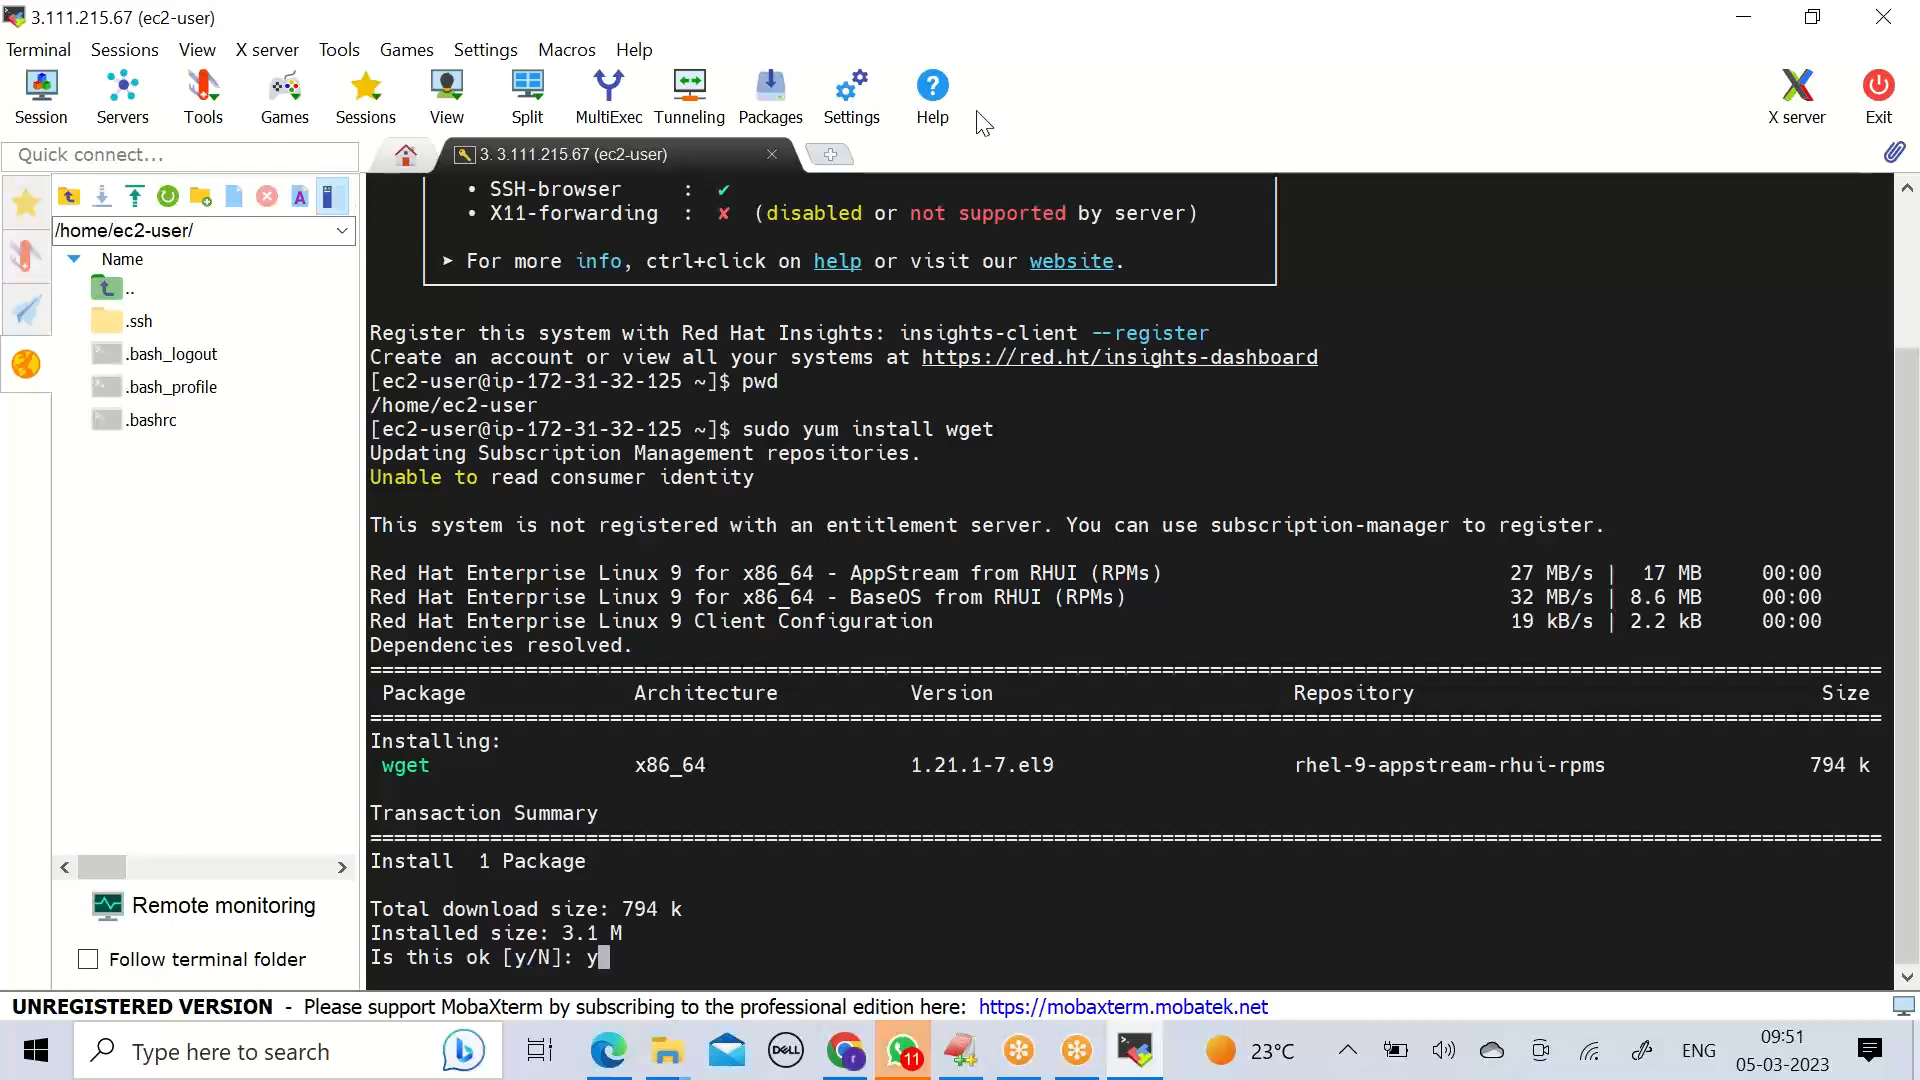 3.111.215.67 (ec2-user)
Terminal Sessions View X server Tools Games Settings Macros Help
Session Servers Tools Games Sessions View Split MultiExec Tunneling Packages Settings Help X server Exit
Quick connect...
3. 3.111.215.67 (ec2-user)
/home/ec2-user/
Name
..
.ssh
.bash_logout
.bash_profile
.bashrc
Remote monitoring
Follow terminal folder
• SSH-browser : ✔
• X11-forwarding : ✘ (disabled or not supported by server)
➤ For more info, ctrl+click on help or visit our website.
Register this system with Red Hat Insights: insights-client --register
Create an account or view all your systems at https://red.ht/insights-dashboard
[ec2-user@ip-172-31-32-125 ~]$ pwd
/home/ec2-user
[ec2-user@ip-172-31-32-125 ~]$ sudo yum install wget
Updating Subscription Management repositories.
Unable to read consumer identity
This system is not registered with an entitlement server. You can use subscription-manager to register.
Red Hat Enterprise Linux 9 for x86_64 - AppStream from RHUI (RPMs) 27 MB/s | 17 MB 00:00
Red Hat Enterprise Linux 9 for x86_64 - BaseOS from RHUI (RPMs) 32 MB/s | 8.6 MB 00:00
Red Hat Enterprise Linux 9 Client Configuration 19 kB/s | 2.2 kB 00:00
Dependencies resolved.
Package Architecture Version Repository Size
Installing:
wget x86_64 1.21.1-7.el9 rhel-9-appstream-rhui-rpms 794 k
Transaction Summary
Install 1 Package
Total download size: 794 k
Installed size: 3.1 M
Is this ok [y/N]: y
UNREGISTERED VERSION - Please support MobaXterm by subscribing to the professional edition here: https://mobaxterm.mobatek.net
Type here to search
DELL
11
23°C
ENG
09:51
05-03-2023